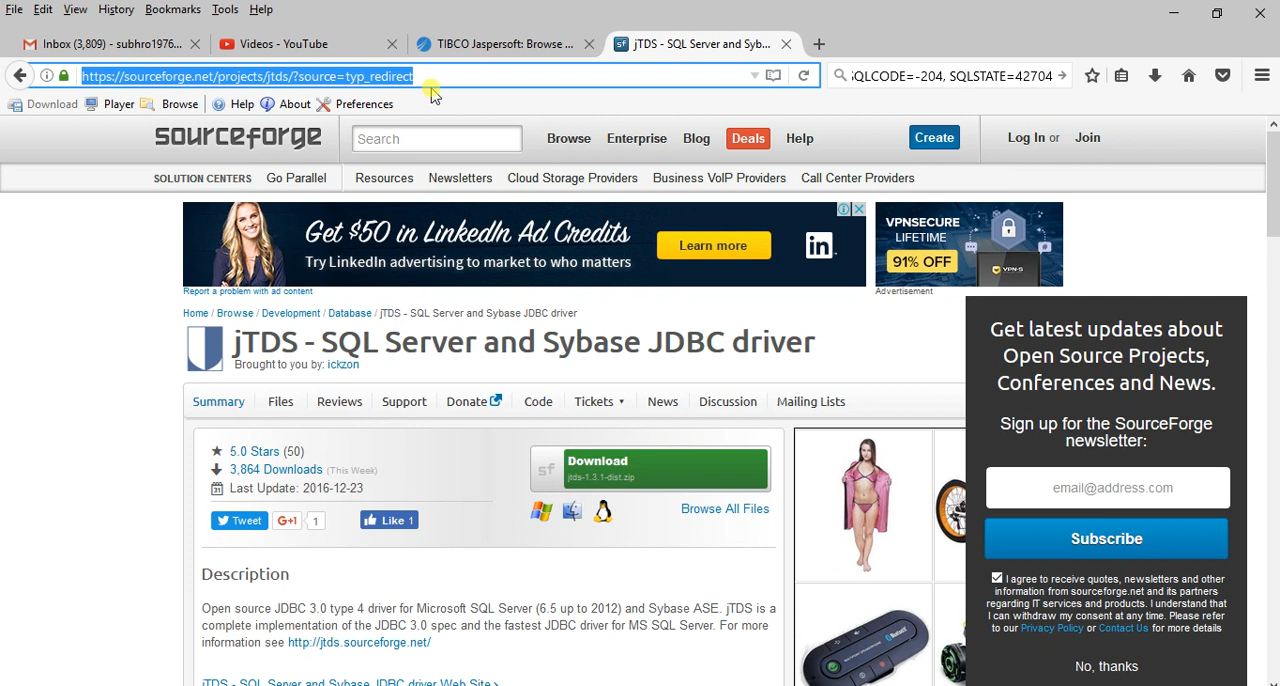 File Edit View History Bookmarks Tools Help
Inbox (3,809) - subhro1976...
Videos - YouTube
TIBCO Jaspersoft: Browse ...
sf jTDS - SQL Server and Syb...
https://sourceforge.net/projects/jtds/?source=typ_redirect
QLCODE=-204, SQLSTATE=42704
Download Player Browse Help About Preferences
sourceforge
Search
Browse Enterprise Blog Deals Help
Create
Log In or Join
SOLUTION CENTERS Go Parallel Resources Newsletters Cloud Storage Providers Business VoIP Providers Call Center Providers
Get $50 in LinkedIn Ad Credits
Try LinkedIn advertising to market to who matters
Learn more
in
Report a problem with ad content
VPNSECURE
LIFETIME
91% OFF
VPN·S
Advertisement
Home / Browse / Development / Database / jTDS - SQL Server and Sybase JDBC driver
jTDS - SQL Server and Sybase JDBC driver
Brought to you by: ickzon
Summary Files Reviews Support Donate Code Tickets News Discussion Mailing Lists
5.0 Stars (50)
3,864 Downloads (This Week)
31 Last Update: 2016-12-23
Tweet G+1 1 Like 1
sf
Download
jtds-1.3.1-dist.zip
Browse All Files
Description
Open source JDBC 3.0 type 4 driver for Microsoft SQL Server (6.5 up to 2012) and Sybase ASE. jTDS is a
complete implementation of the JDBC 3.0 spec and the fastest JDBC driver for MS SQL Server. For more
information see http://jtds.sourceforge.net/
jTDS - SQL Server and Sybase JDBC driver Web Site ›
Get latest updates about
Open Source Projects,
Conferences and News.
Sign up for the SourceForge
newsletter:
email@address.com
Subscribe
I agree to receive quotes, newsletters and other
information from sourceforge.net and its partners
regarding IT services and products. I understand that
I can withdraw my consent at any time. Please refer
to our Privacy Policy or Contact Us for more details
No, thanks